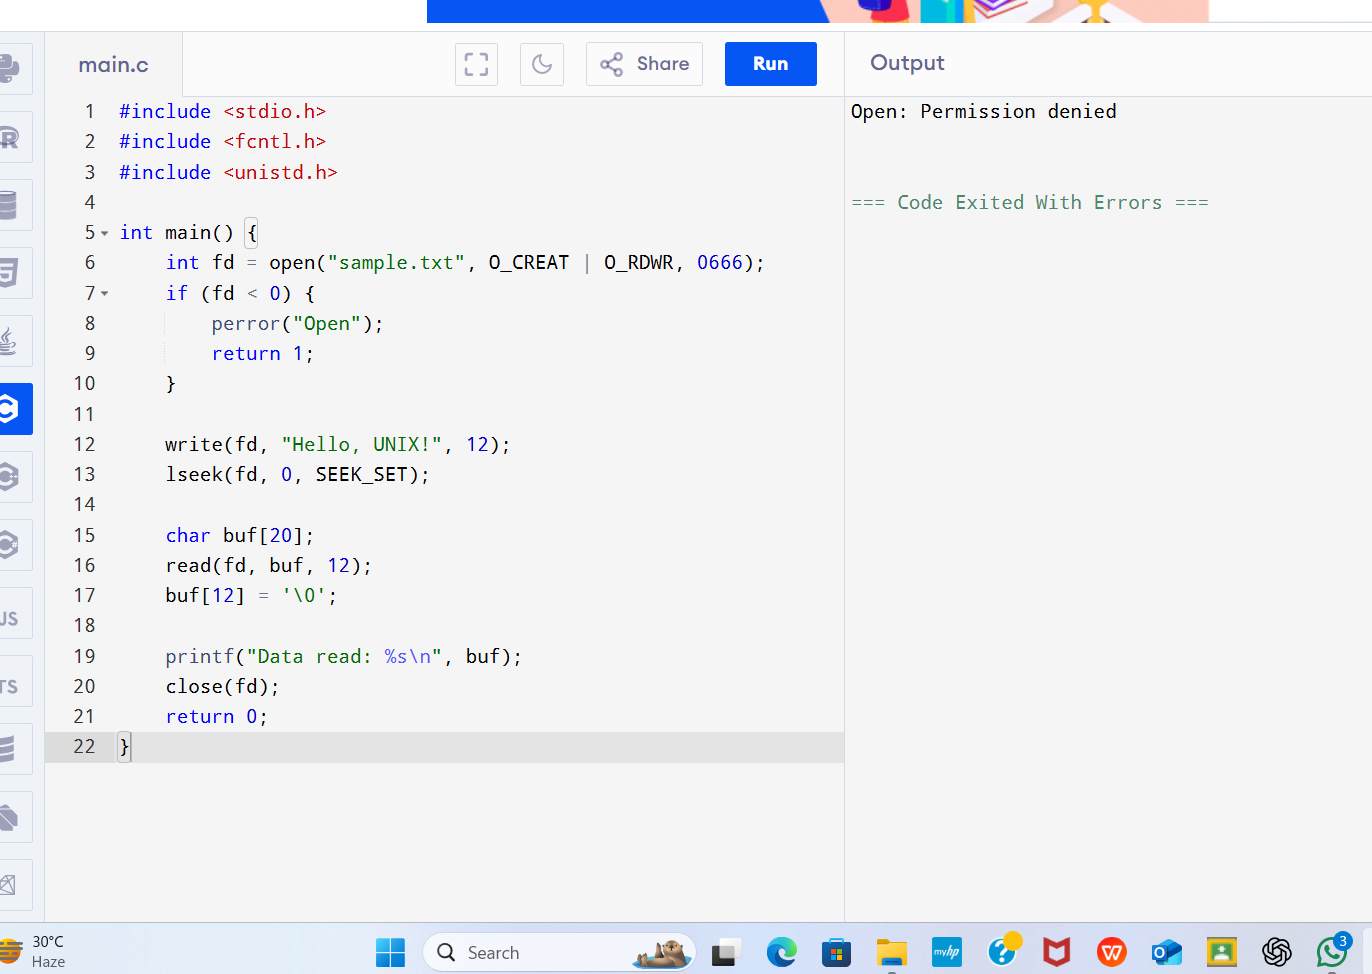 main.c
Share
Run
Output
1 #include <stdio.h>
2 #include <fcntl.h>
3 #include <unistd.h>
4
5 int main() {
6     int fd = open("sample.txt", O_CREAT | O_RDWR, 0666);
7     if (fd < 0) {
8         perror("Open");
9         return 1;
10     }
11
12     write(fd, "Hello, UNIX!", 12);
13     lseek(fd, 0, SEEK_SET);
14
15     char buf[20];
16     read(fd, buf, 12);
17     buf[12] = '\0';
18
19     printf("Data read: %s\n", buf);
20     close(fd);
21     return 0;
22 }
Open: Permission denied
=== Code Exited With Errors ===
R
JS
TS
30°C
Haze
Search
myhp
3